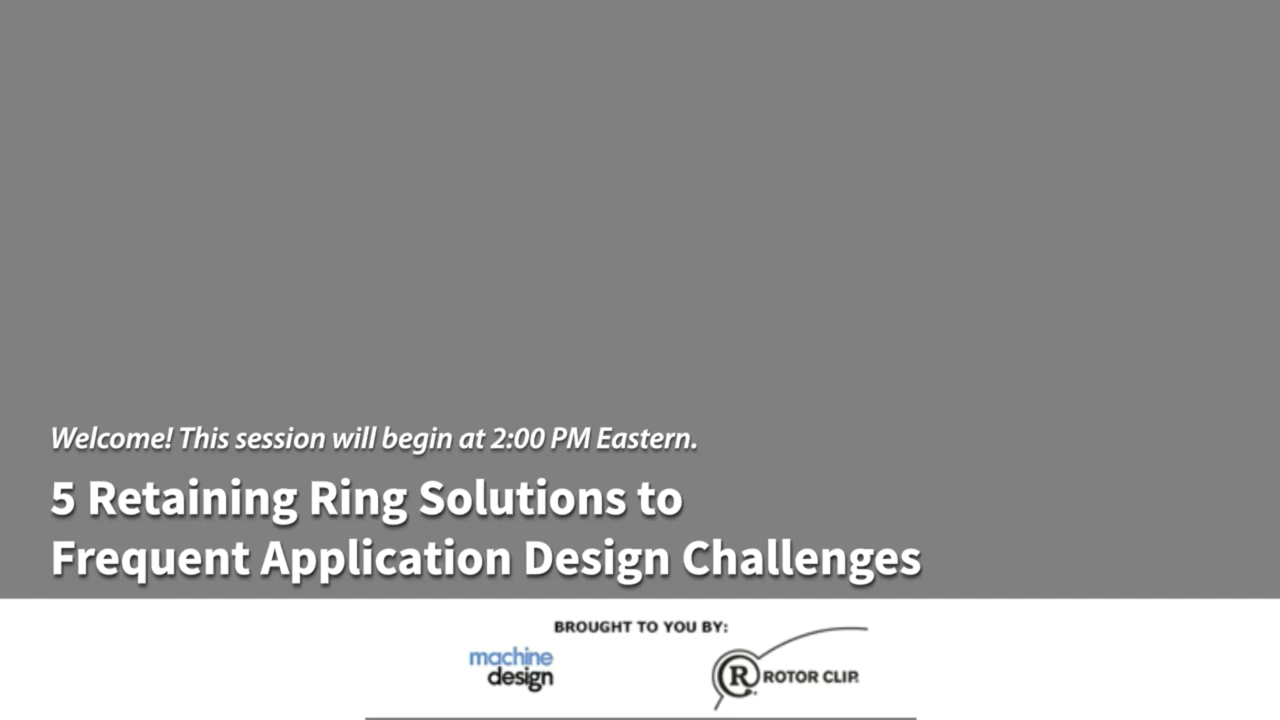 Welcome! This session will begin at 2:00 PM Eastern.
5 Retaining Ring Solutions to
Frequent Application Design Challenges
BROUGHT TO YOU BY:
machine
design
R ROTOR CLIP